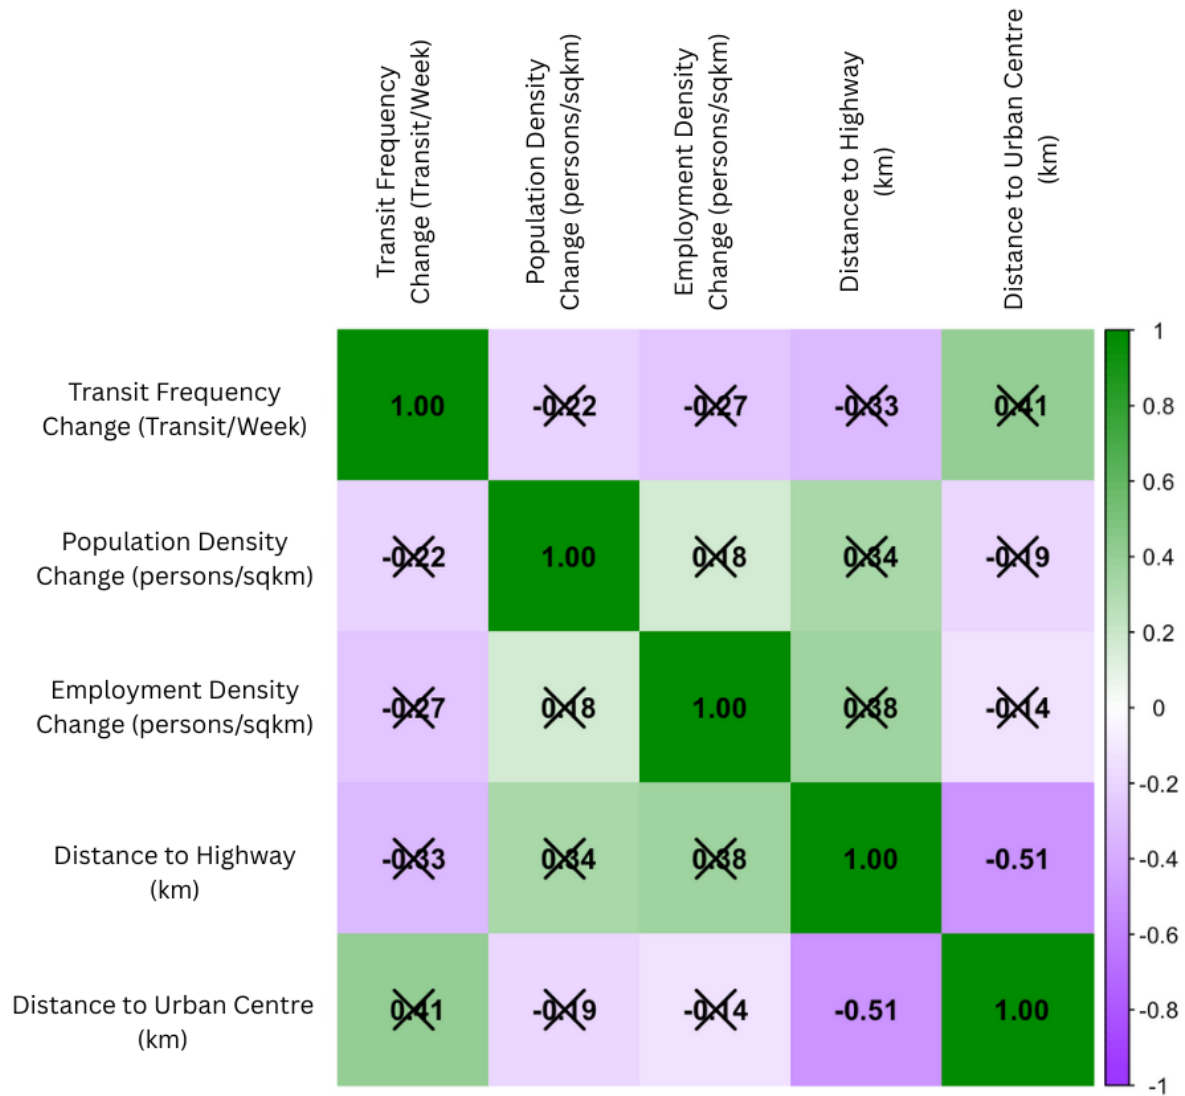 Transit Frequency
Change (Transit/Week)
Population Density
Change (persons/sqkm)
Employment Density
Change (persons/sqkm)
Distance to Highway
(km)
Distance to Urban Centre
(km)
Transit Frequency
Change (Transit/Week)
1.00 -0.22 -0.27 -0.33 0.41
Population Density
Change (persons/sqkm)
-0.22 1.00 0.18 0.34 -0.19
Employment Density
Change (persons/sqkm)
-0.27 0.18 1.00 0.38 -0.14
Distance to Highway
(km)
-0.33 0.34 0.38 1.00 -0.51
Distance to Urban Centre
(km)
0.41 -0.19 -0.14 -0.51 1.00
1
0.8
0.6
0.4
0.2
0
-0.2
-0.4
-0.6
-0.8
-1